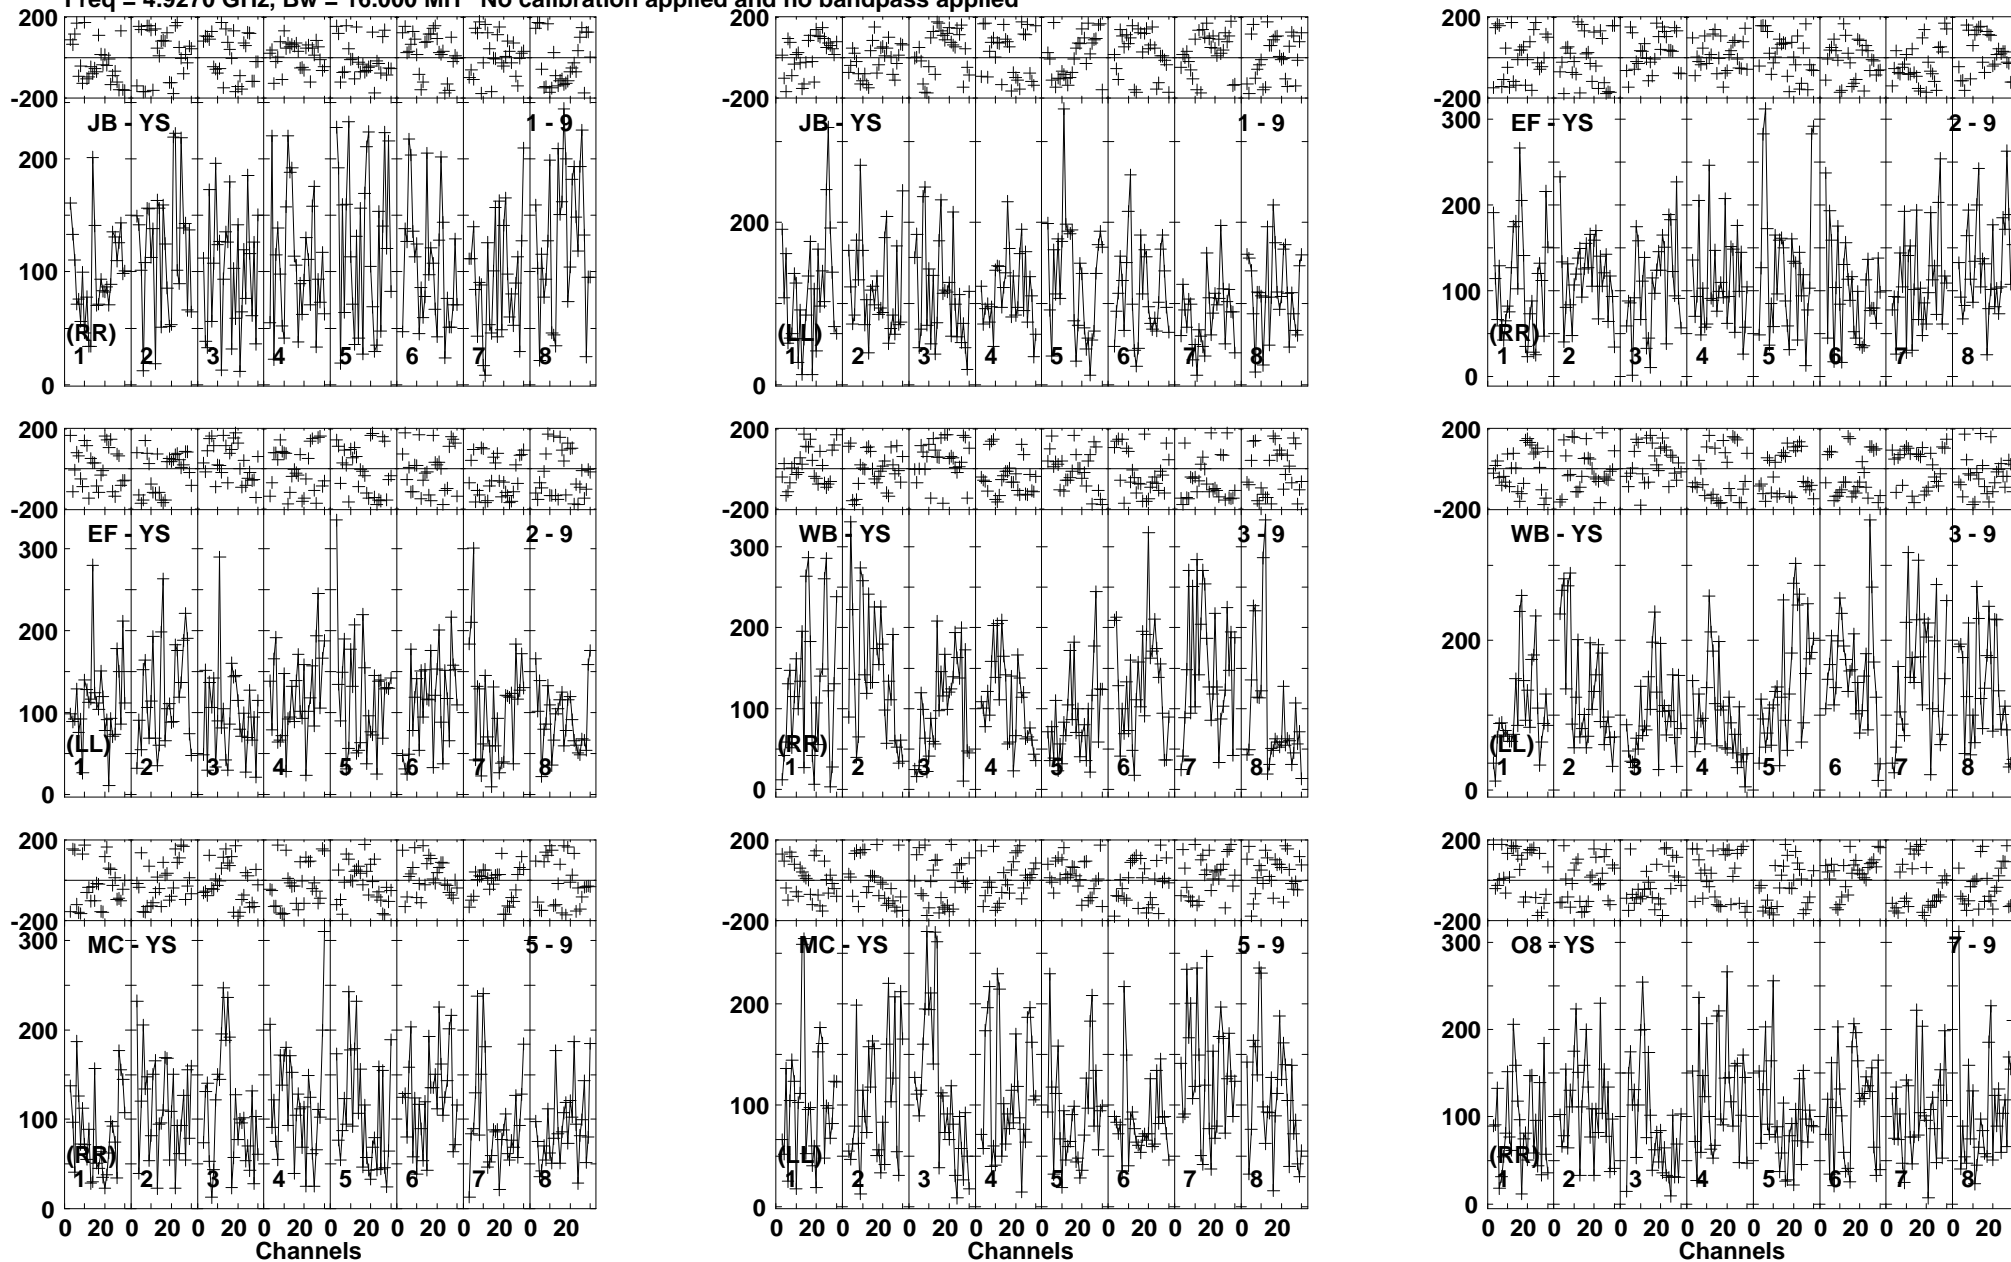 Freq = 4.9270 GHz, Bw = 16.000 MH No calibration applied and no bandpass applied
200 200 200
-200 -200 -200
JB - YS 1 - 9 JB - YS 1 - 9 EF - YS 2 - 9
300
200 200 200
100 100
(RR) (LL) (RR)
1 2 3 4 5 6 7 8 1 2 3 4 5 6 7 8 1 2 3 4 5 6 7 8
0 0 0
200 200 200
-200 -200 -200
EF - YS 2 - 9 WB - YS 3 - 9 WB - YS 3 - 9
300 300
200 200 200
100 100
(LL) (RR) (LL)
1 2 3 4 5 6 7 8 1 2 3 4 5 6 7 8 1 2 3 4 5 6 7 8
0 0 0
200 200 200
-200 -200 -200
MC - YS 5 - 9 MC - YS 5 - 9 O8 - YS 7 - 9
300 300
200 200 200
100 100 100
(RR) (LL) (RR)
1 2 3 4 5 6 7 8 1 2 3 4 5 6 7 8 1 2 3 4 5 6 7 8
0 0 0
0 20 0 20 0 20 0 20 0 20 0 20 0 20 0 20 0 20 0 20 0 20 0 20 0 20 0 20 0 20 0 20 0 20 0 20 0 20 0 20 0 20 0 20 0 20 0 20
Channels Channels Channels